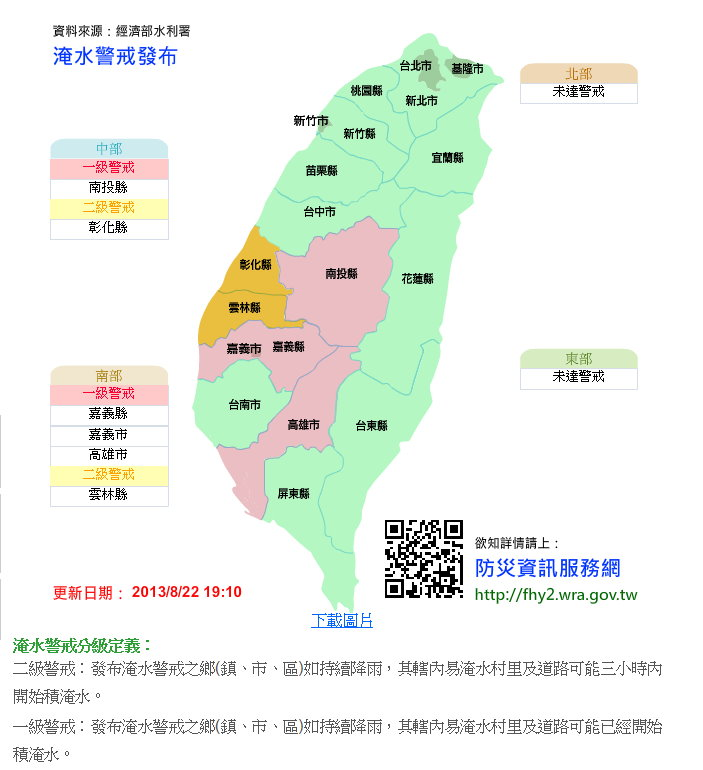 資料來源：經濟部水利署
淹水警戒發布
中部
一級警戒
南投縣
二級警戒
彰化縣
南部
一級警戒
嘉義縣
嘉義市
高雄市
二級警戒
雲林縣
北部
未達警戒
東部
未達警戒
台北市
基隆市
桃園縣
新北市
新竹市
新竹縣
宜蘭縣
苗栗縣
台中市
彰化縣
南投縣
花蓮縣
雲林縣
嘉義市
嘉義縣
台南市
高雄市
台東縣
屏東縣
欲知詳情請上：
防災資訊服務網
http://fhy2.wra.gov.tw
更新日期： 2013/8/22 19:10
下載圖片
淹水警戒分級定義：
二級警戒：發布淹水警戒之鄉(鎮、市、區)如持續降雨，其轄內易淹水村里及道路可能三小時內
開始積淹水。
一級警戒：發布淹水警戒之鄉(鎮、市、區)如持續降雨，其轄內易淹水村里及道路可能已經開始
積淹水。